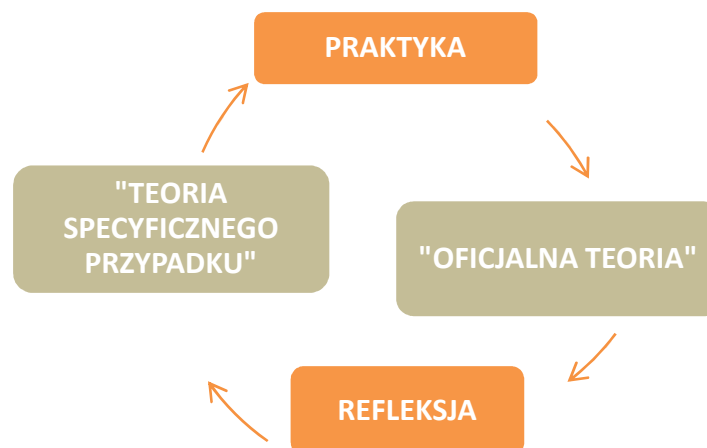 PRAKTYKA
"TEORIA
SPECYFICZNEGO
PRZYPADKU"
"OFICJALNA TEORIA"
REFLEKSJA